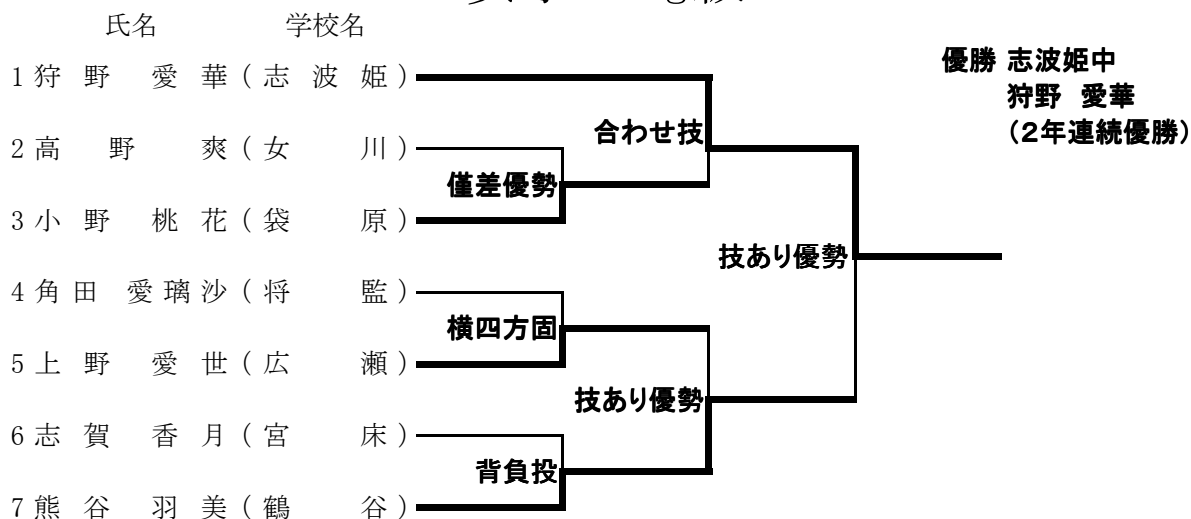 氏名 学校名
優勝 志波姫中
狩野 愛華
(2年連続優勝)
1 狩野 愛華(志波姫)
合わせ技
2 高野 爽(女川)
僅差優勢
3 小野 桃花(袋原)
技あり優勢
4 角田 愛璃沙(将監)
横四方固
5 上野 愛世(広瀬)
技あり優勢
6 志賀 香月(宮床)
背負投
7 熊谷 羽美(鶴谷)